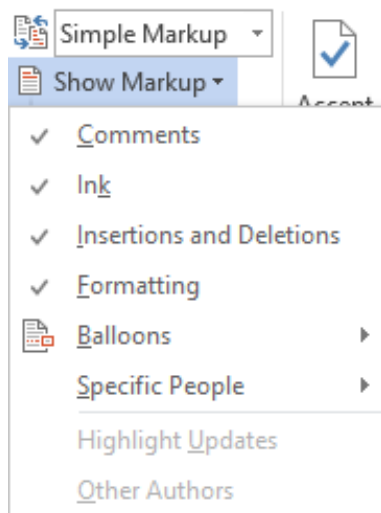 Simple Markup
Show Markup
Comments
Ink
Insertions and Deletions
Formatting
Balloons
Specific People
Highlight Updates
Other Authors